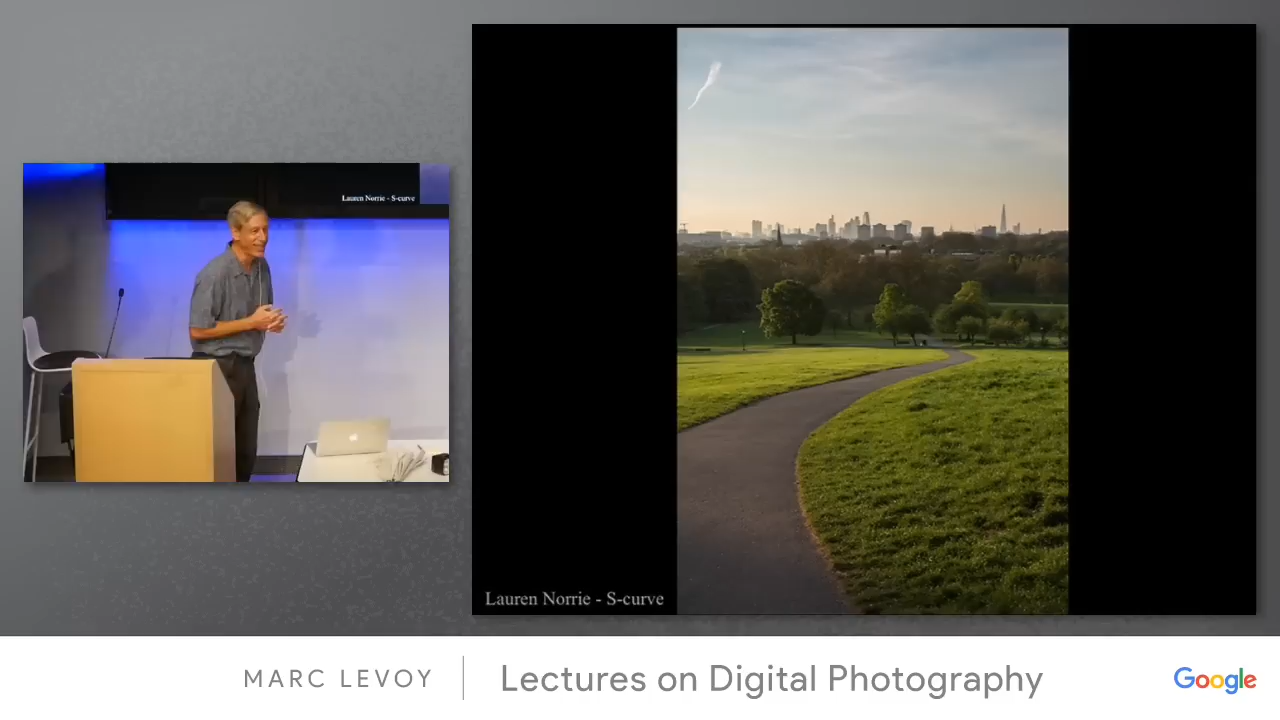 Lauren Norrie - S-curve
Lauren Norrie - S-curve
MARC LEVOY
Lectures on Digital Photography
Google